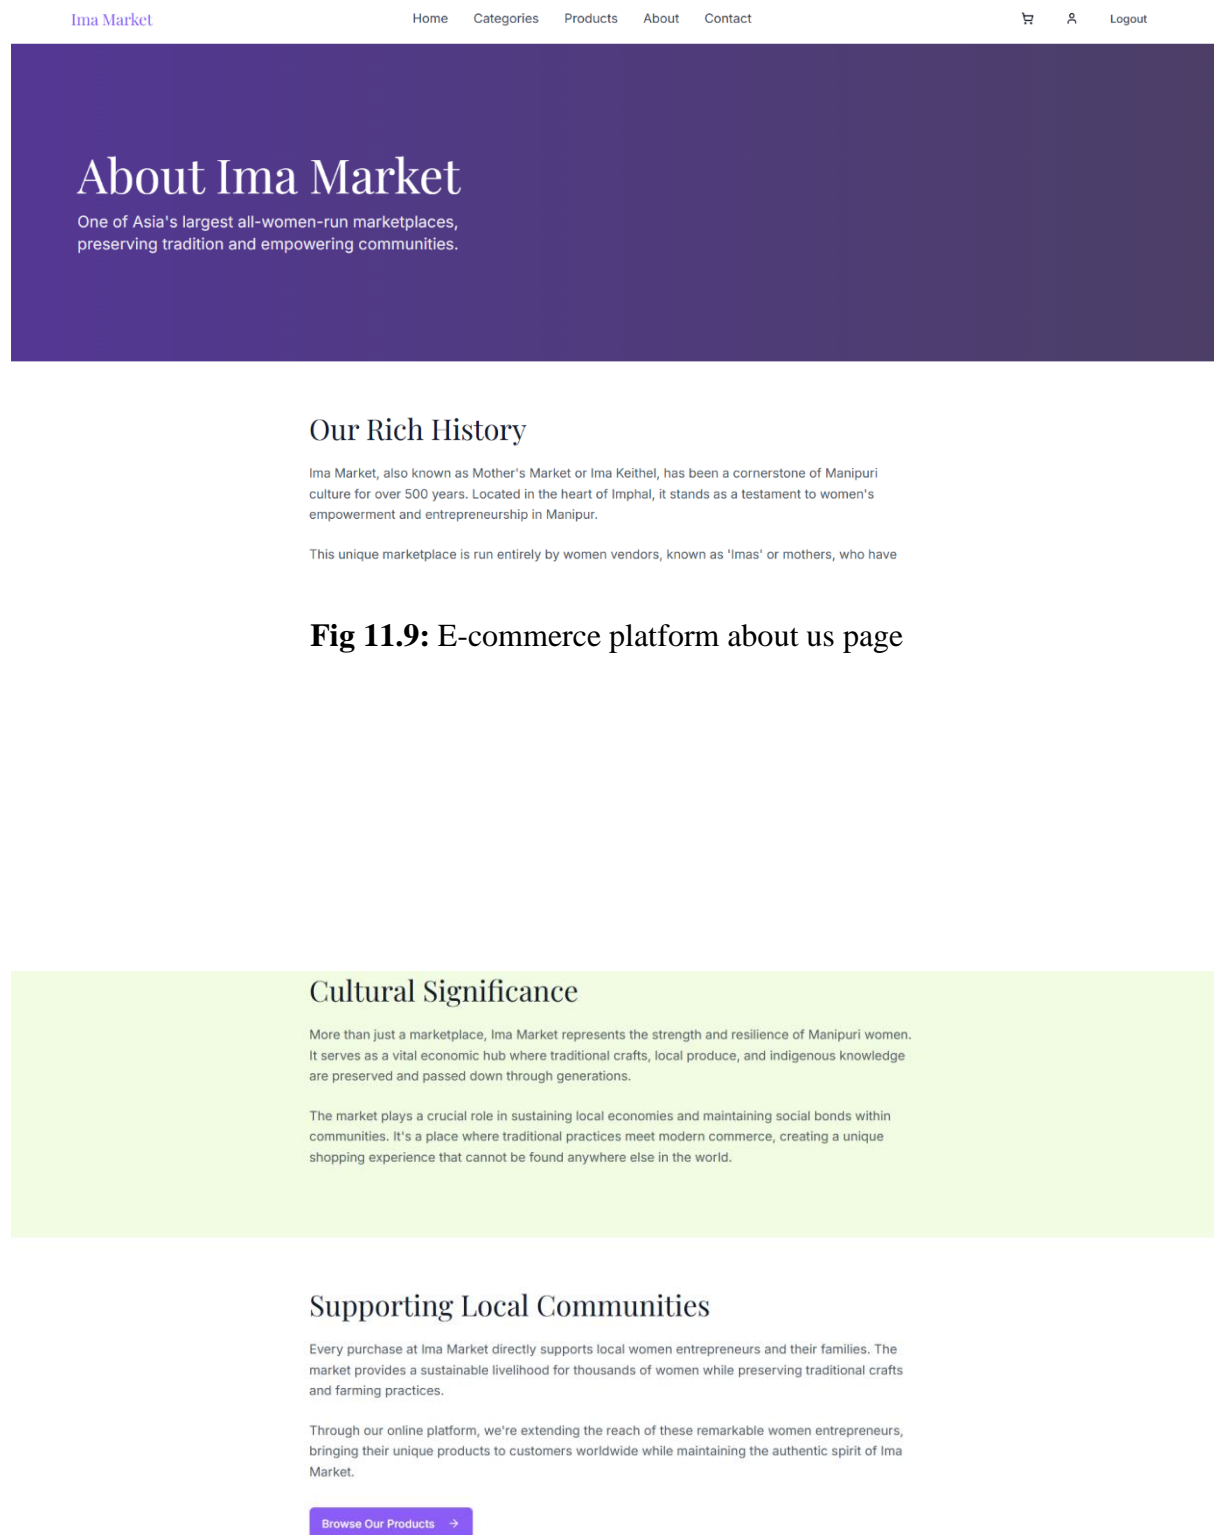 Ima Market
Home Categories Products About Contact
Logout
About Ima Market
One of Asia's largest all-women-run marketplaces,
preserving tradition and empowering communities.
Our Rich History
Ima Market, also known as Mother's Market or Ima Keithel, has been a cornerstone of Manipuri
culture for over 500 years. Located in the heart of Imphal, it stands as a testament to women's
empowerment and entrepreneurship in Manipur.
This unique marketplace is run entirely by women vendors, known as 'Imas' or mothers, who have
Fig 11.9: E-commerce platform about us page
Cultural Significance
More than just a marketplace, Ima Market represents the strength and resilience of Manipuri women.
It serves as a vital economic hub where traditional crafts, local produce, and indigenous knowledge
are preserved and passed down through generations.
The market plays a crucial role in sustaining local economies and maintaining social bonds within
communities. It's a place where traditional practices meet modern commerce, creating a unique
shopping experience that cannot be found anywhere else in the world.
Supporting Local Communities
Every purchase at Ima Market directly supports local women entrepreneurs and their families. The
market provides a sustainable livelihood for thousands of women while preserving traditional crafts
and farming practices.
Through our online platform, we're extending the reach of these remarkable women entrepreneurs,
bringing their unique products to customers worldwide while maintaining the authentic spirit of Ima
Market.
Browse Our Products →